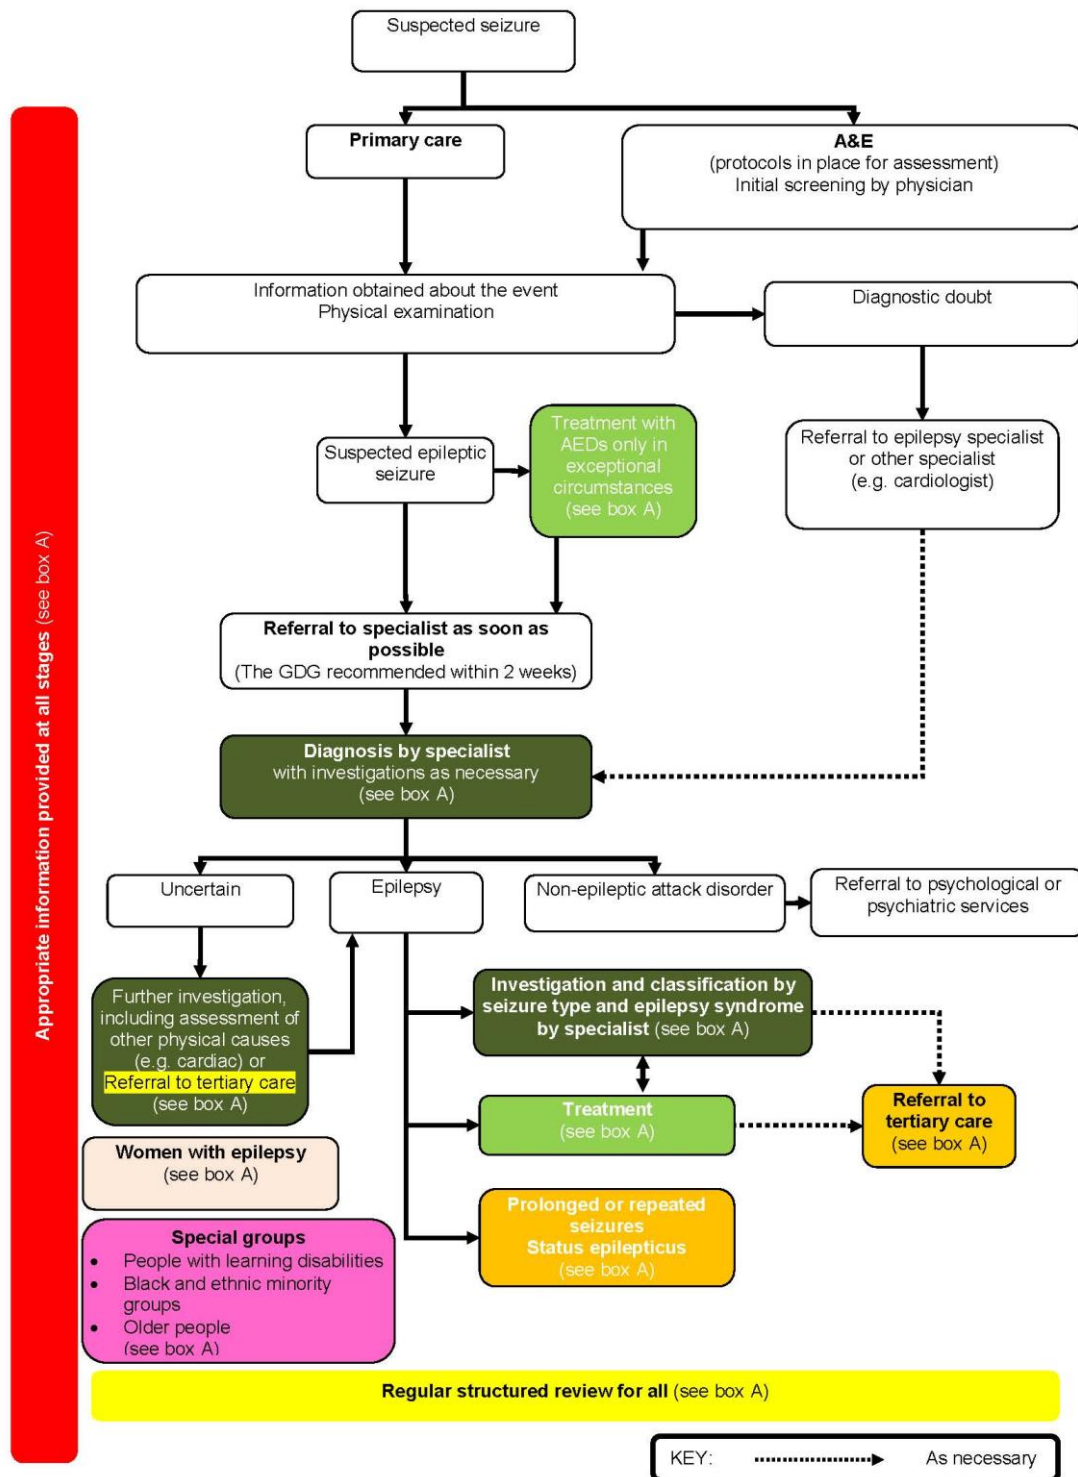 Suspected seizure
Primary care
A&E
(protocols in place for assessment)
Initial screening by physician
Information obtained about the event
Physical examination
Diagnostic doubt
Suspected epileptic
seizure
Treatment with
AEDs only in
exceptional
circumstances
(see box A)
Referral to epilepsy specialist
or other specialist
(e.g. cardiologist)
Referral to specialist as soon as
possible
(The GDG recommended within 2 weeks)
Diagnosis by specialist
with investigations as necessary
(see box A)
Appropriate information provided at all stages (see box A)
Uncertain
Epilepsy
Non-epileptic attack disorder
Referral to psychological or
psychiatric services
Further investigation,
including assessment of
other physical causes
(e.g. cardiac) or
Referral to tertiary care
(see box A)
Investigation and classification by
seizure type and epilepsy syndrome
by specialist (see box A)
Treatment
(see box A)
Referral to
tertiary care
(see box A)
Women with epilepsy
(see box A)
Prolonged or repeated
seizures
Status epilepticus
(see box A)
Special groups
• People with learning disabilities
• Black and ethnic minority
groups
• Older people
(see box A)
Regular structured review for all (see box A)
KEY: As necessary